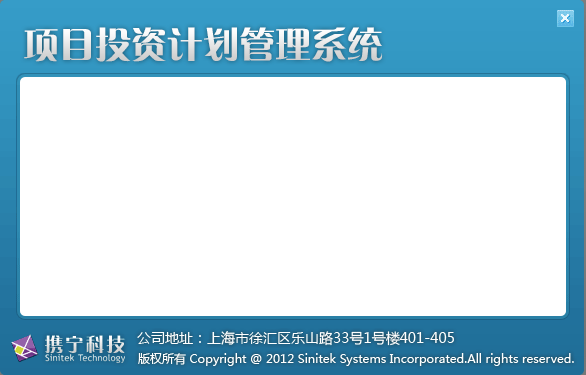 项目投资计划管理系统
携宁科技
Sinitek Technology
公司地址：上海市徐汇区乐山路33号1号楼401-405
版权所有 Copyright @ 2012 Sinitek Systems Incorporated.All rights reserved.